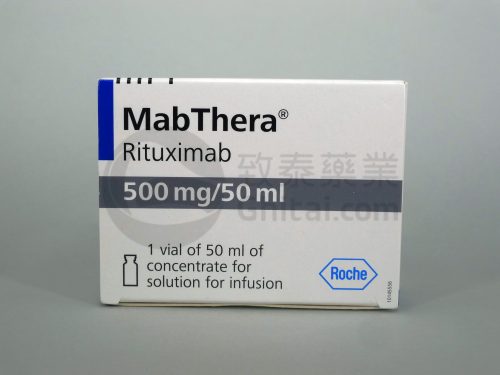 MabThera®
Rituximab
致泰藥業
500 mg/50 ml
Chitai.com
1 vial of 50 ml of
concentrate for
solution for infusion
Roche